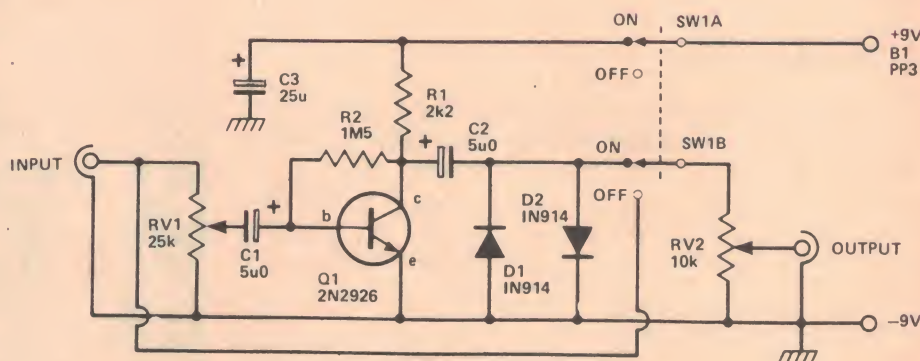 ON
SW1A
+9V
B1
PP3
+
C3
25u
OFF
R1
2k2
R2
1M5
+
C2
5u0
ON
SW1B
INPUT
OFF
+
b
c
D2
IN914
RV1
25k
C1
5u0
e
RV2
10k
OUTPUT
Q1
2N2926
D1
IN914
–9V